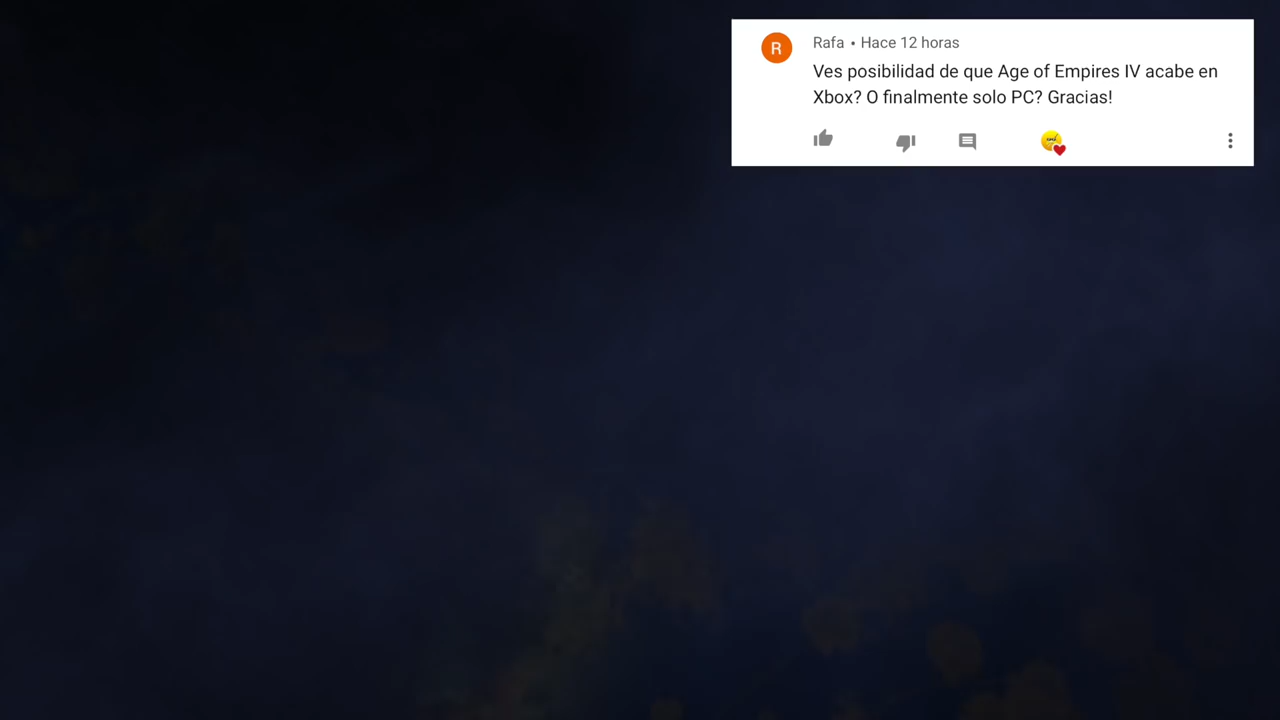 Rafa • Hace 12 horas
Ves posibilidad de que Age of Empires IV acabe en
Xbox? O finalmente solo PC? Gracias!
R